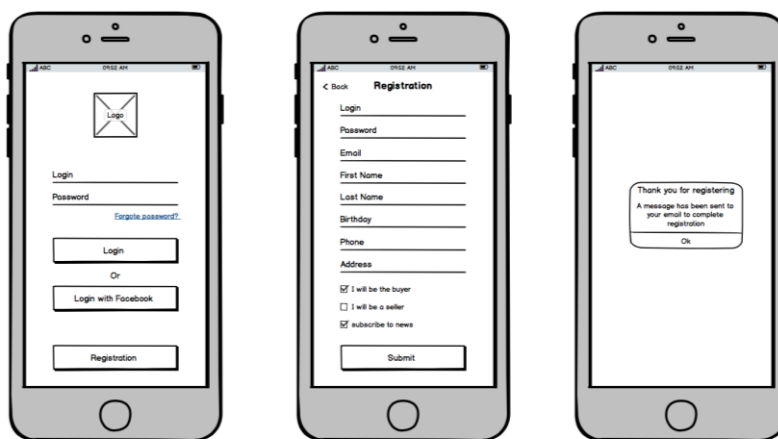 ABC 09:02 AM
Logo
Login
Password
Forgote password?
Login
Or
Login with Facebook
Registration
ABC 09:02 AM
< Back Registration
Login
Password
Email
First Name
Last Name
Birthday
Phone
Address
I will be the buyer
I will be a seller
subscribe to news
Submit
ABC 09:02 AM
Thank you for registering
A message has been sent to
your email to complete
registration
Ok